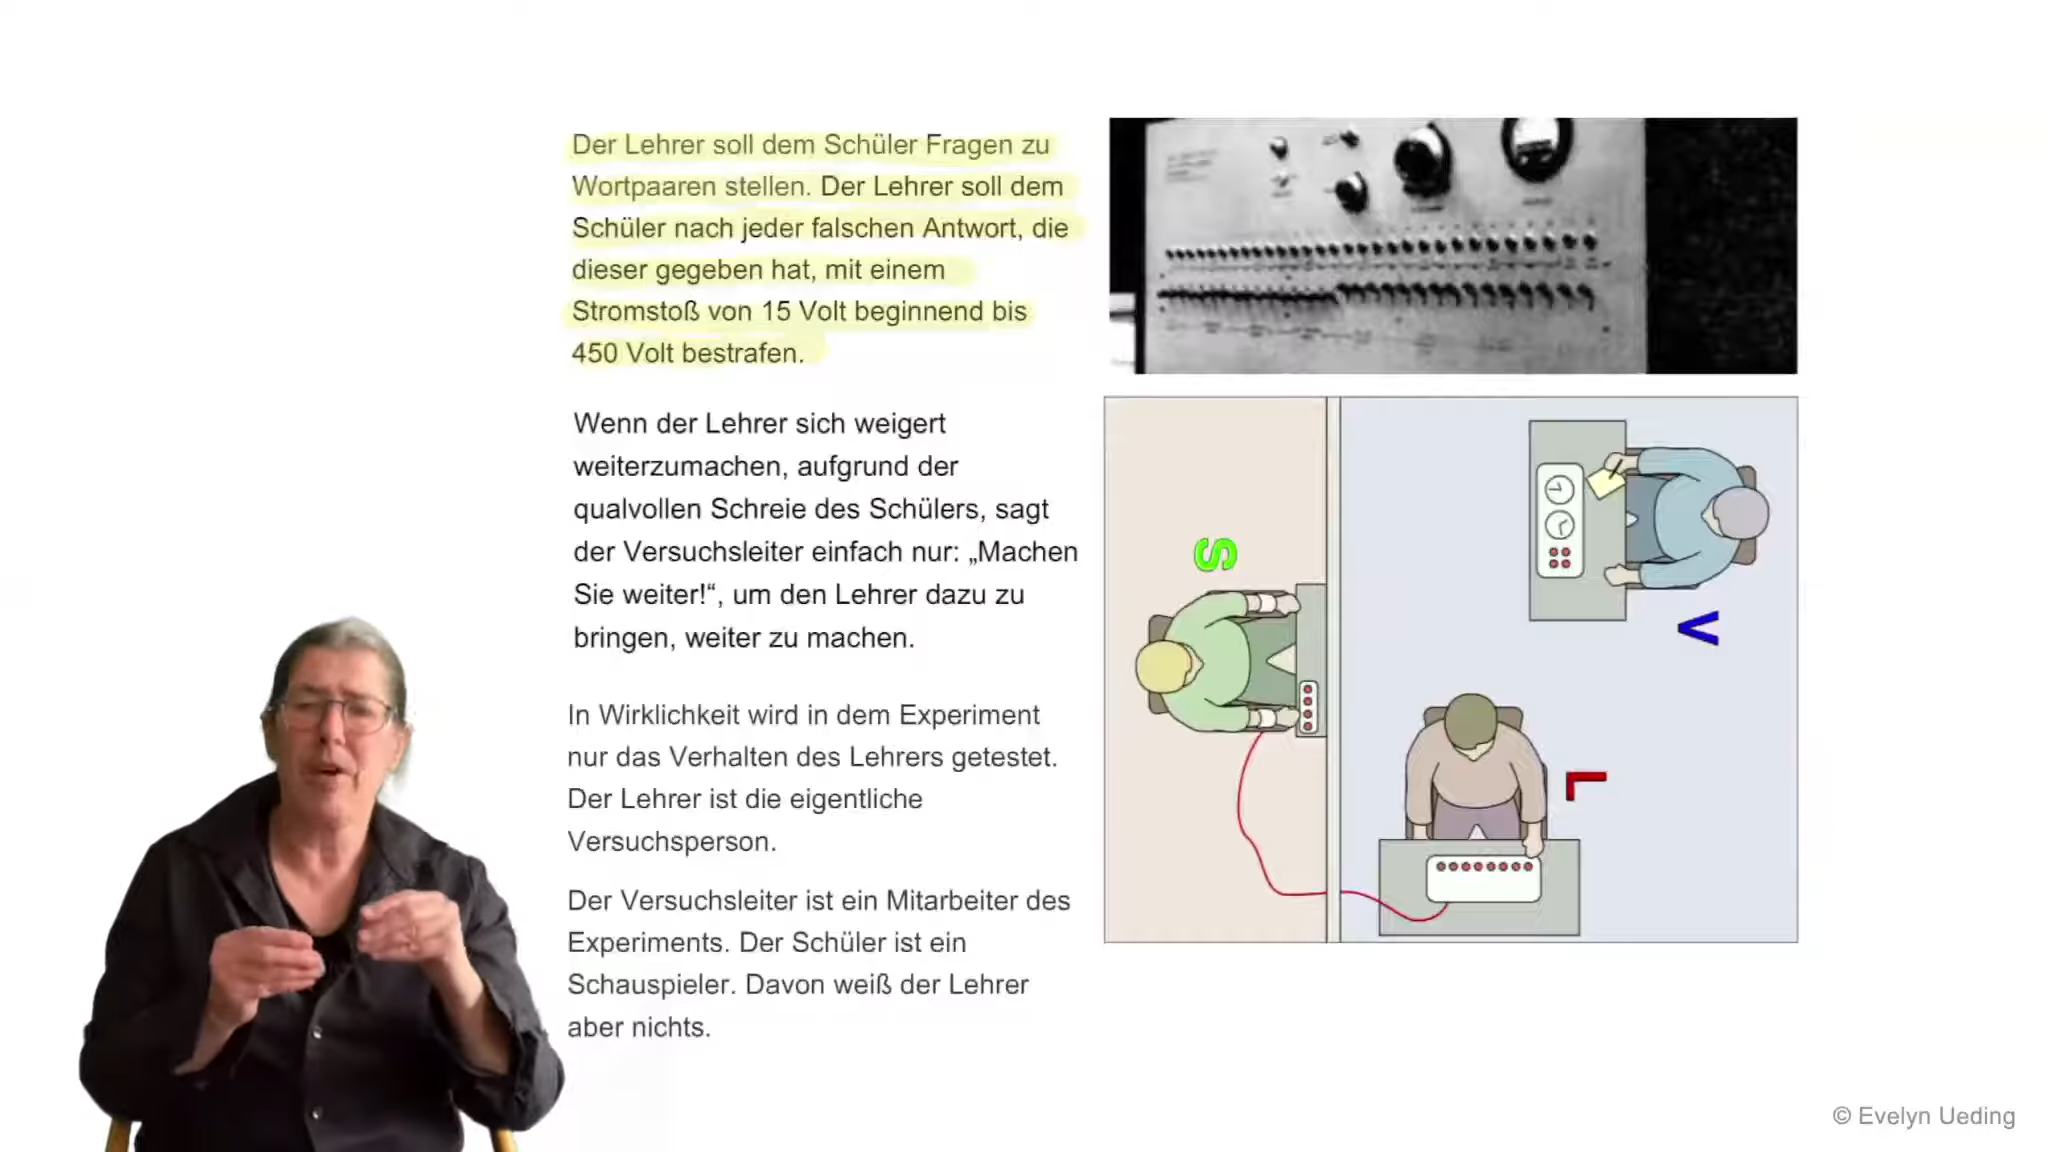 Der Lehrer soll dem Schüler Fragen zu
Wortpaaren stellen. Der Lehrer soll dem
Schüler nach jeder falschen Antwort, die
dieser gegeben hat, mit einem
Stromstoß von 15 Volt beginnend bis
450 Volt bestrafen.
Wenn der Lehrer sich weigert
weiterzumachen, aufgrund der
qualvollen Schreie des Schülers, sagt
der Versuchsleiter einfach nur: „Machen
Sie weiter!“, um den Lehrer dazu zu
bringen, weiter zu machen.
In Wirklichkeit wird in dem Experiment
nur das Verhalten des Lehrers getestet.
Der Lehrer ist die eigentliche
Versuchsperson.
Der Versuchsleiter ist ein Mitarbeiter des
Experiments. Der Schüler ist ein
Schauspieler. Davon weiß der Lehrer
aber nichts.
S
V
L
© Evelyn Ueding